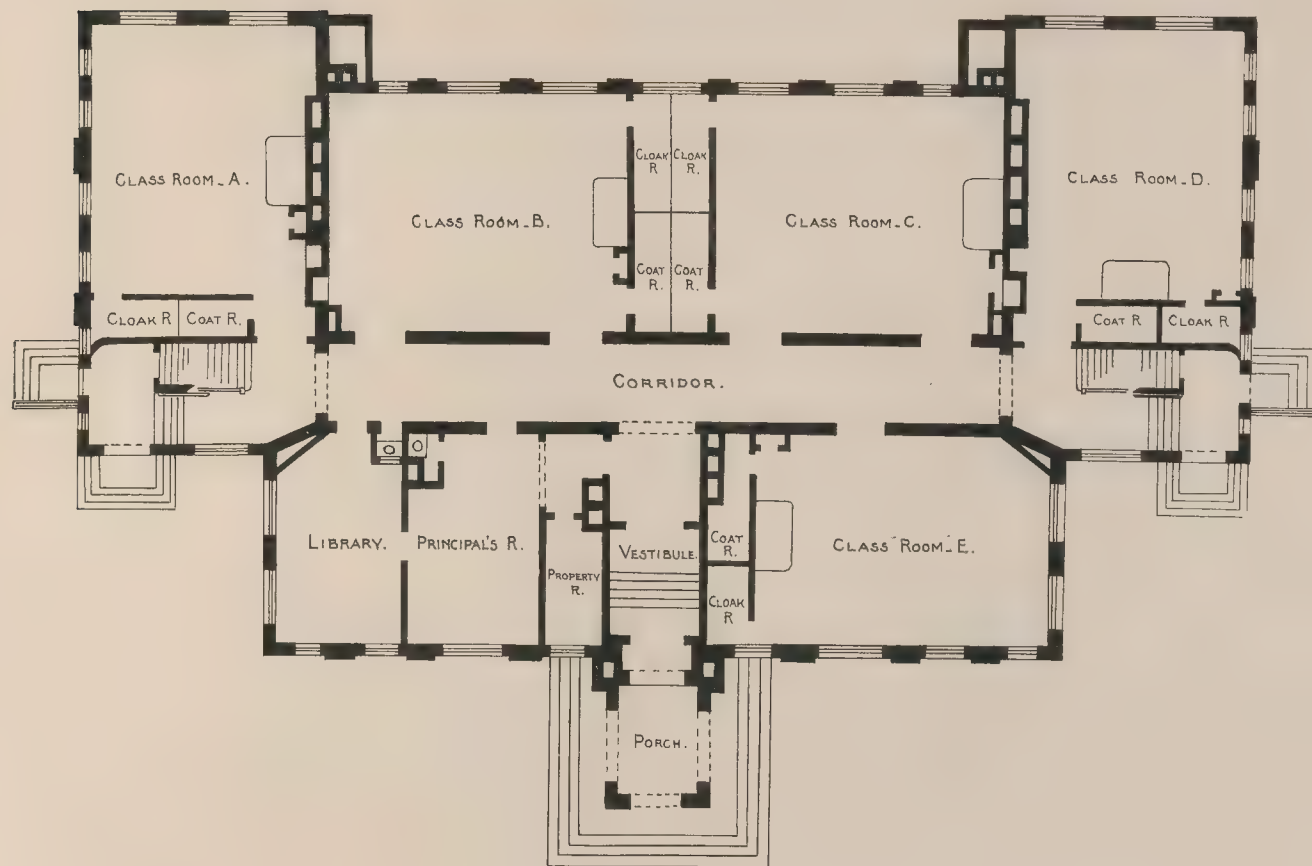 CLASS ROOM_A.
CLASS ROOM_B.
CLOAK
R
CLOAK
R.
COAT
R.
COAT
R.
CLASS ROOM_C.
CLASS ROOM_D.
CLOAK R
COAT R.
COAT R
CLOAK R
CORRIDOR.
LIBRARY.
PRINCIPAL'S R.
PROPERTY
R.
VESTIBULE.
COAT
R.
CLOAK
R
CLASS ROOM_E.
PORCH.